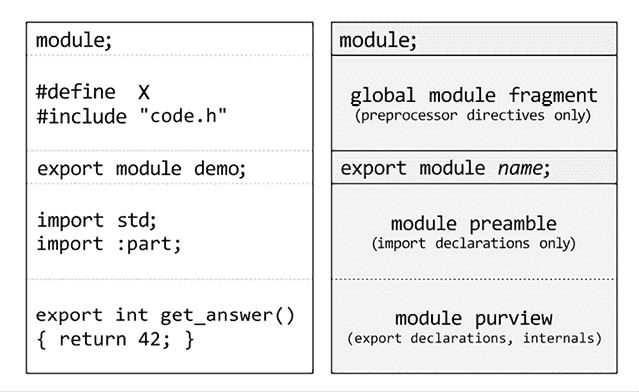 module;
#define  X
#include "code.h"
export module demo;
import std;
import :part;
export int get_answer()
{ return 42; }
module;
global module fragment
(preprocessor directives only)
export module name;
module preamble
(import declarations only)
module purview
(export declarations, internals)